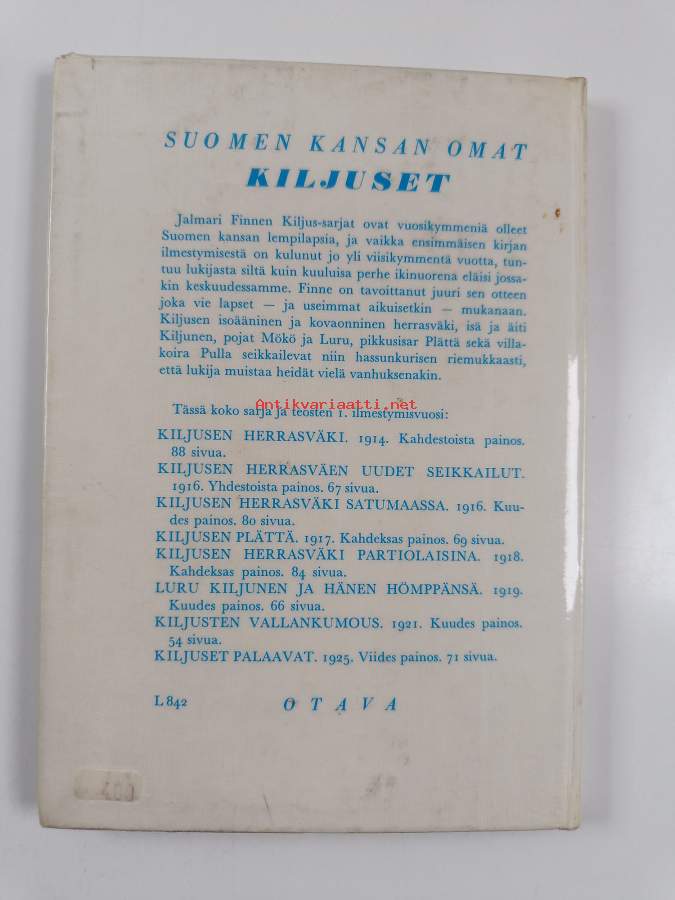 SUOMEN KANSAN OMAT
KILJUSET
Jalmari Finnen Kiljus-sarjat ovat vuosikymmeniä olleet
Suomen kansan lempilapsia, ja vaikka ensimmäisen kirjan
ilmestymisestä on kulunut jo yli viisikymmentä vuotta, tun-
tuu lukijasta siltä kuin kuuluisa perhe ikinuorena eläisi jossa-
kin keskuudessamme. Finne on tavoittanut juuri sen otteen
joka vie lapset — ja useimmat aikuisetkin — mukanaan.
Kiljusen isoääninen ja kovaonninen herrasväki, isä ja äiti
Kiljunen, pojat Mökö ja Luru, pikkusisar Plättä sekä villa-
koira Pulla seikkailevat niin hassunkurisen riemukkaasti,
että lukija muistaa heidät vielä vanhuksenakin.
Antikvariaatti.net
Tässä koko sarja ja teosten 1. ilmestymisvuosi:
KILJUSEN HERRASVÄKI. 1914. Kahdestoista painos.
88 sivua.
KILJUSEN HERRASVÄEN UUDET SEIKKAILUT.
1916. Yhdestoista painos. 67 sivua.
KILJUSEN HERRASVÄKI SATUMAASSA. 1916. Kuu-
des painos. 80 sivua.
KILJUSEN PLÄTTÄ. 1917. Kahdeksas painos. 69 sivua.
KILJUSEN HERRASVÄKI PARTIOLAISINA. 1918.
Kahdeksas painos. 84 sivua.
LURU KILJUNEN JA HÄNEN HÖMPPÄNSÄ. 1919.
Kuudes painos. 66 sivua.
KILJUSTEN VALLANKUMOUS. 1921. Kuudes painos.
54 sivua.
KILJUSET PALAAVAT. 1925. Viides painos. 71 sivua.
L 842 OTAVA